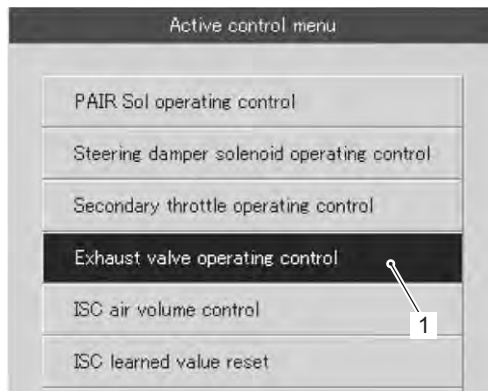 Active control menu
PAIR Sol operating control
Steering damper solenoid operating control
Secondary throttle operating control
Exhaust valve operating control
1
ISC air volume control
ISC learned value reset